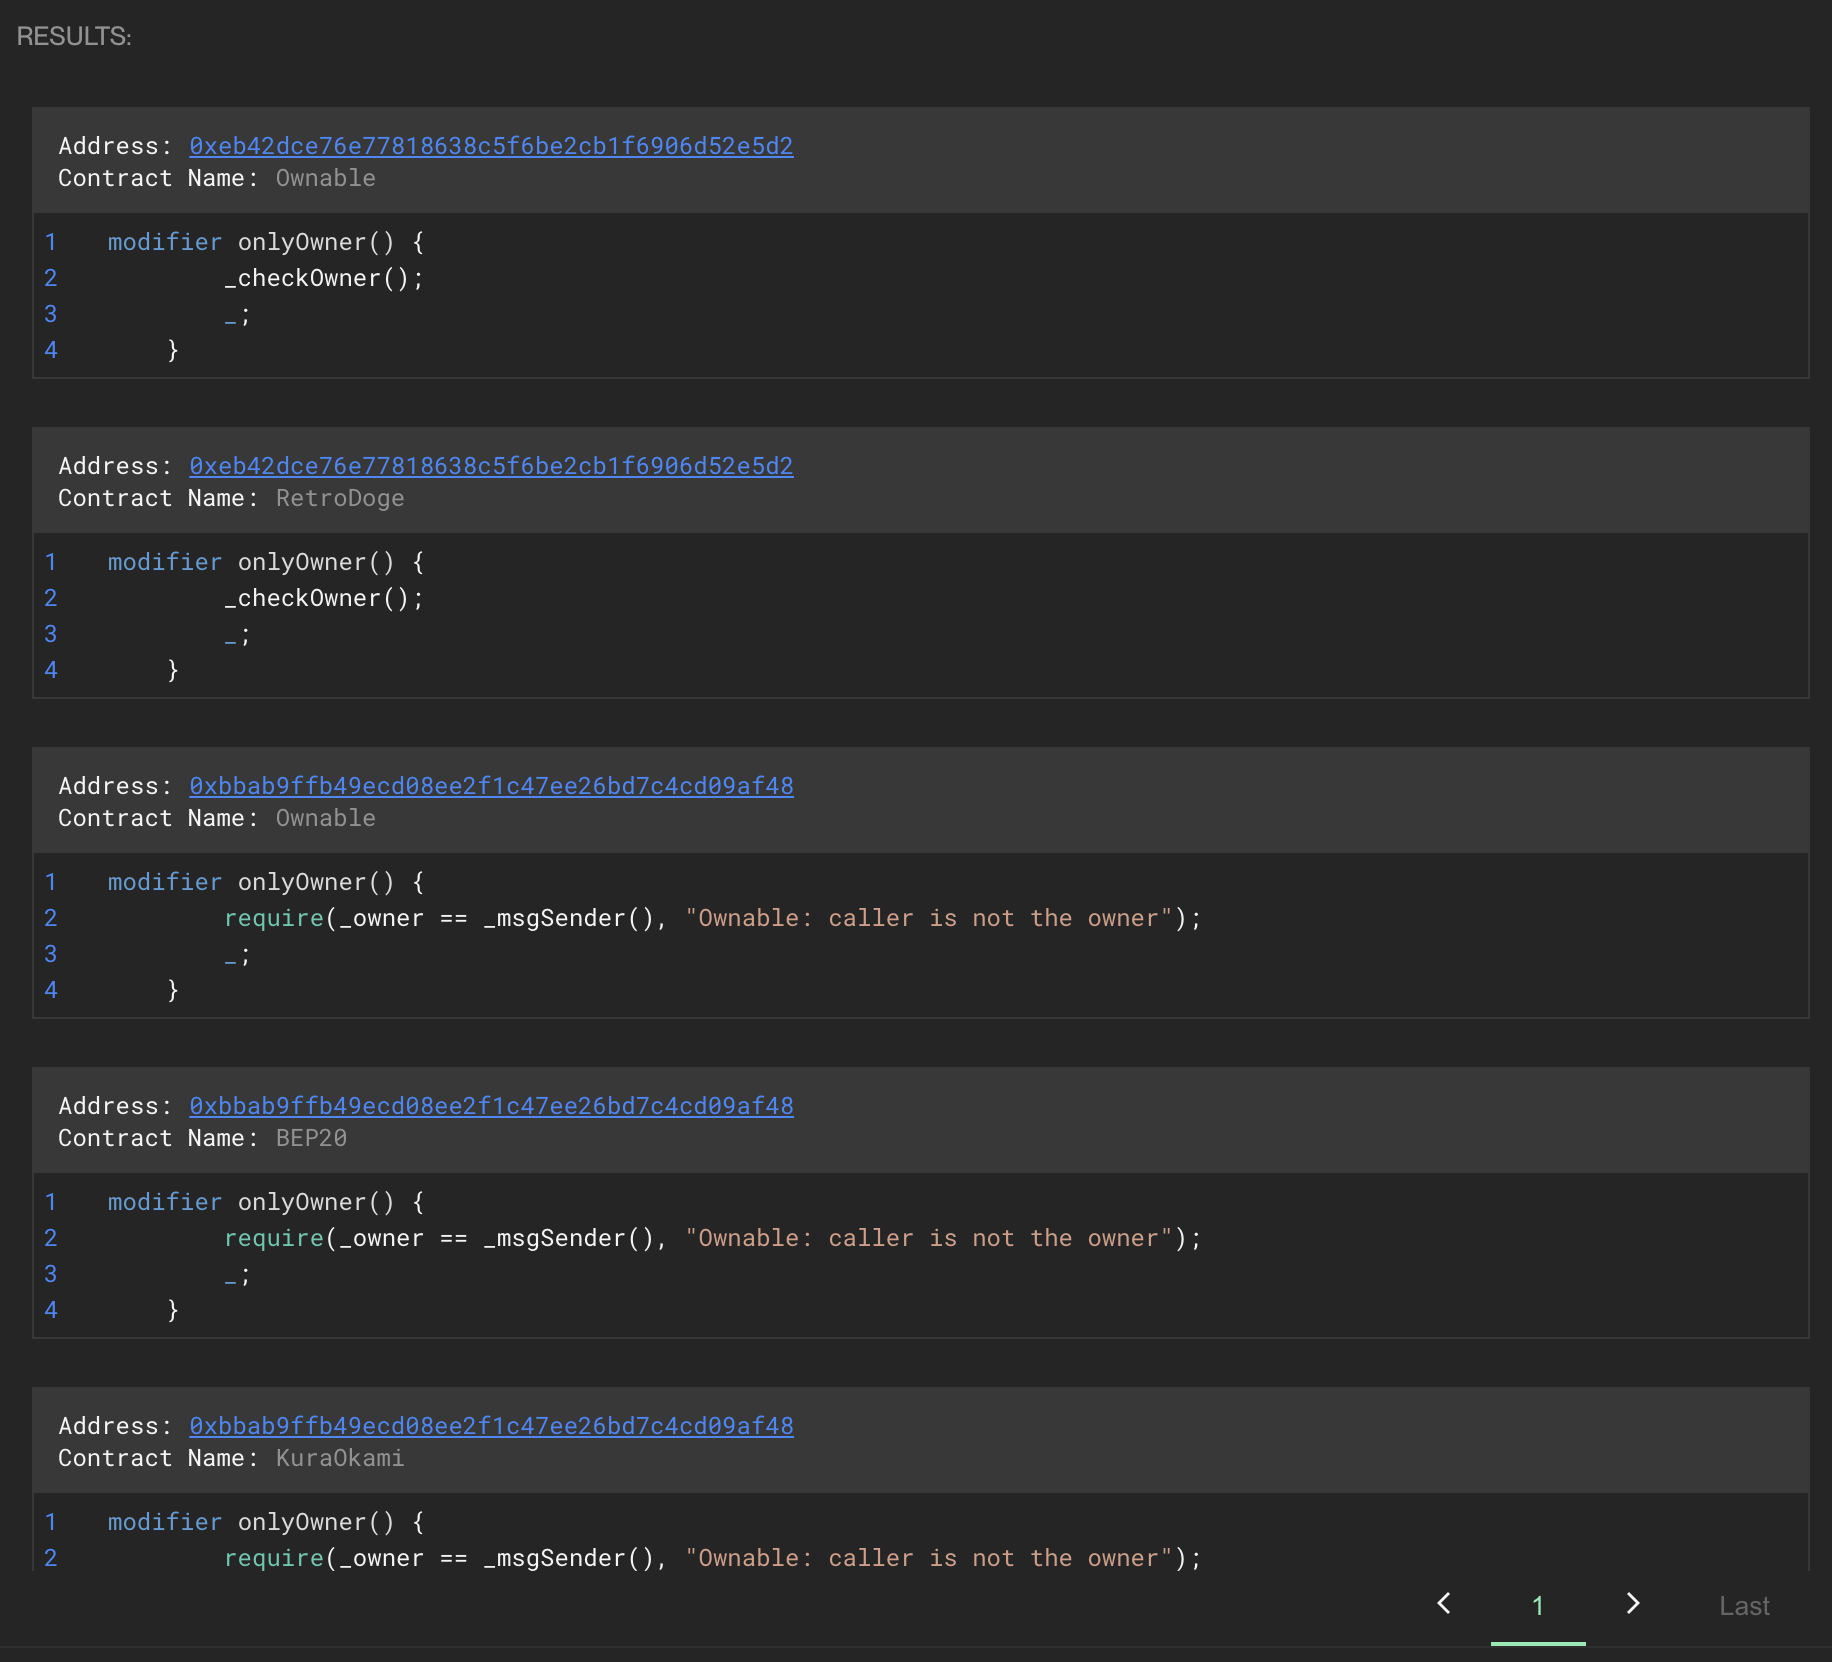 RESULTS:
Address: 0xeb42dce76e77818638c5f6be2cb1f6906d52e5d2
Contract Name: Ownable
1 modifier onlyOwner() {
2 _checkOwner();
3 _;
4 }
Address: 0xeb42dce76e77818638c5f6be2cb1f6906d52e5d2
Contract Name: RetroDoge
1 modifier onlyOwner() {
2 _checkOwner();
3 _;
4 }
Address: 0xbbab9ffb49ecd08ee2f1c47ee26bd7c4cd09af48
Contract Name: Ownable
1 modifier onlyOwner() {
2 require(_owner == _msgSender(), "Ownable: caller is not the owner");
3 _;
4 }
Address: 0xbbab9ffb49ecd08ee2f1c47ee26bd7c4cd09af48
Contract Name: BEP20
1 modifier onlyOwner() {
2 require(_owner == _msgSender(), "Ownable: caller is not the owner");
3 _;
4 }
Address: 0xbbab9ffb49ecd08ee2f1c47ee26bd7c4cd09af48
Contract Name: KuraOkami
1 modifier onlyOwner() {
2 require(_owner == _msgSender(), "Ownable: caller is not the owner");
1 Last